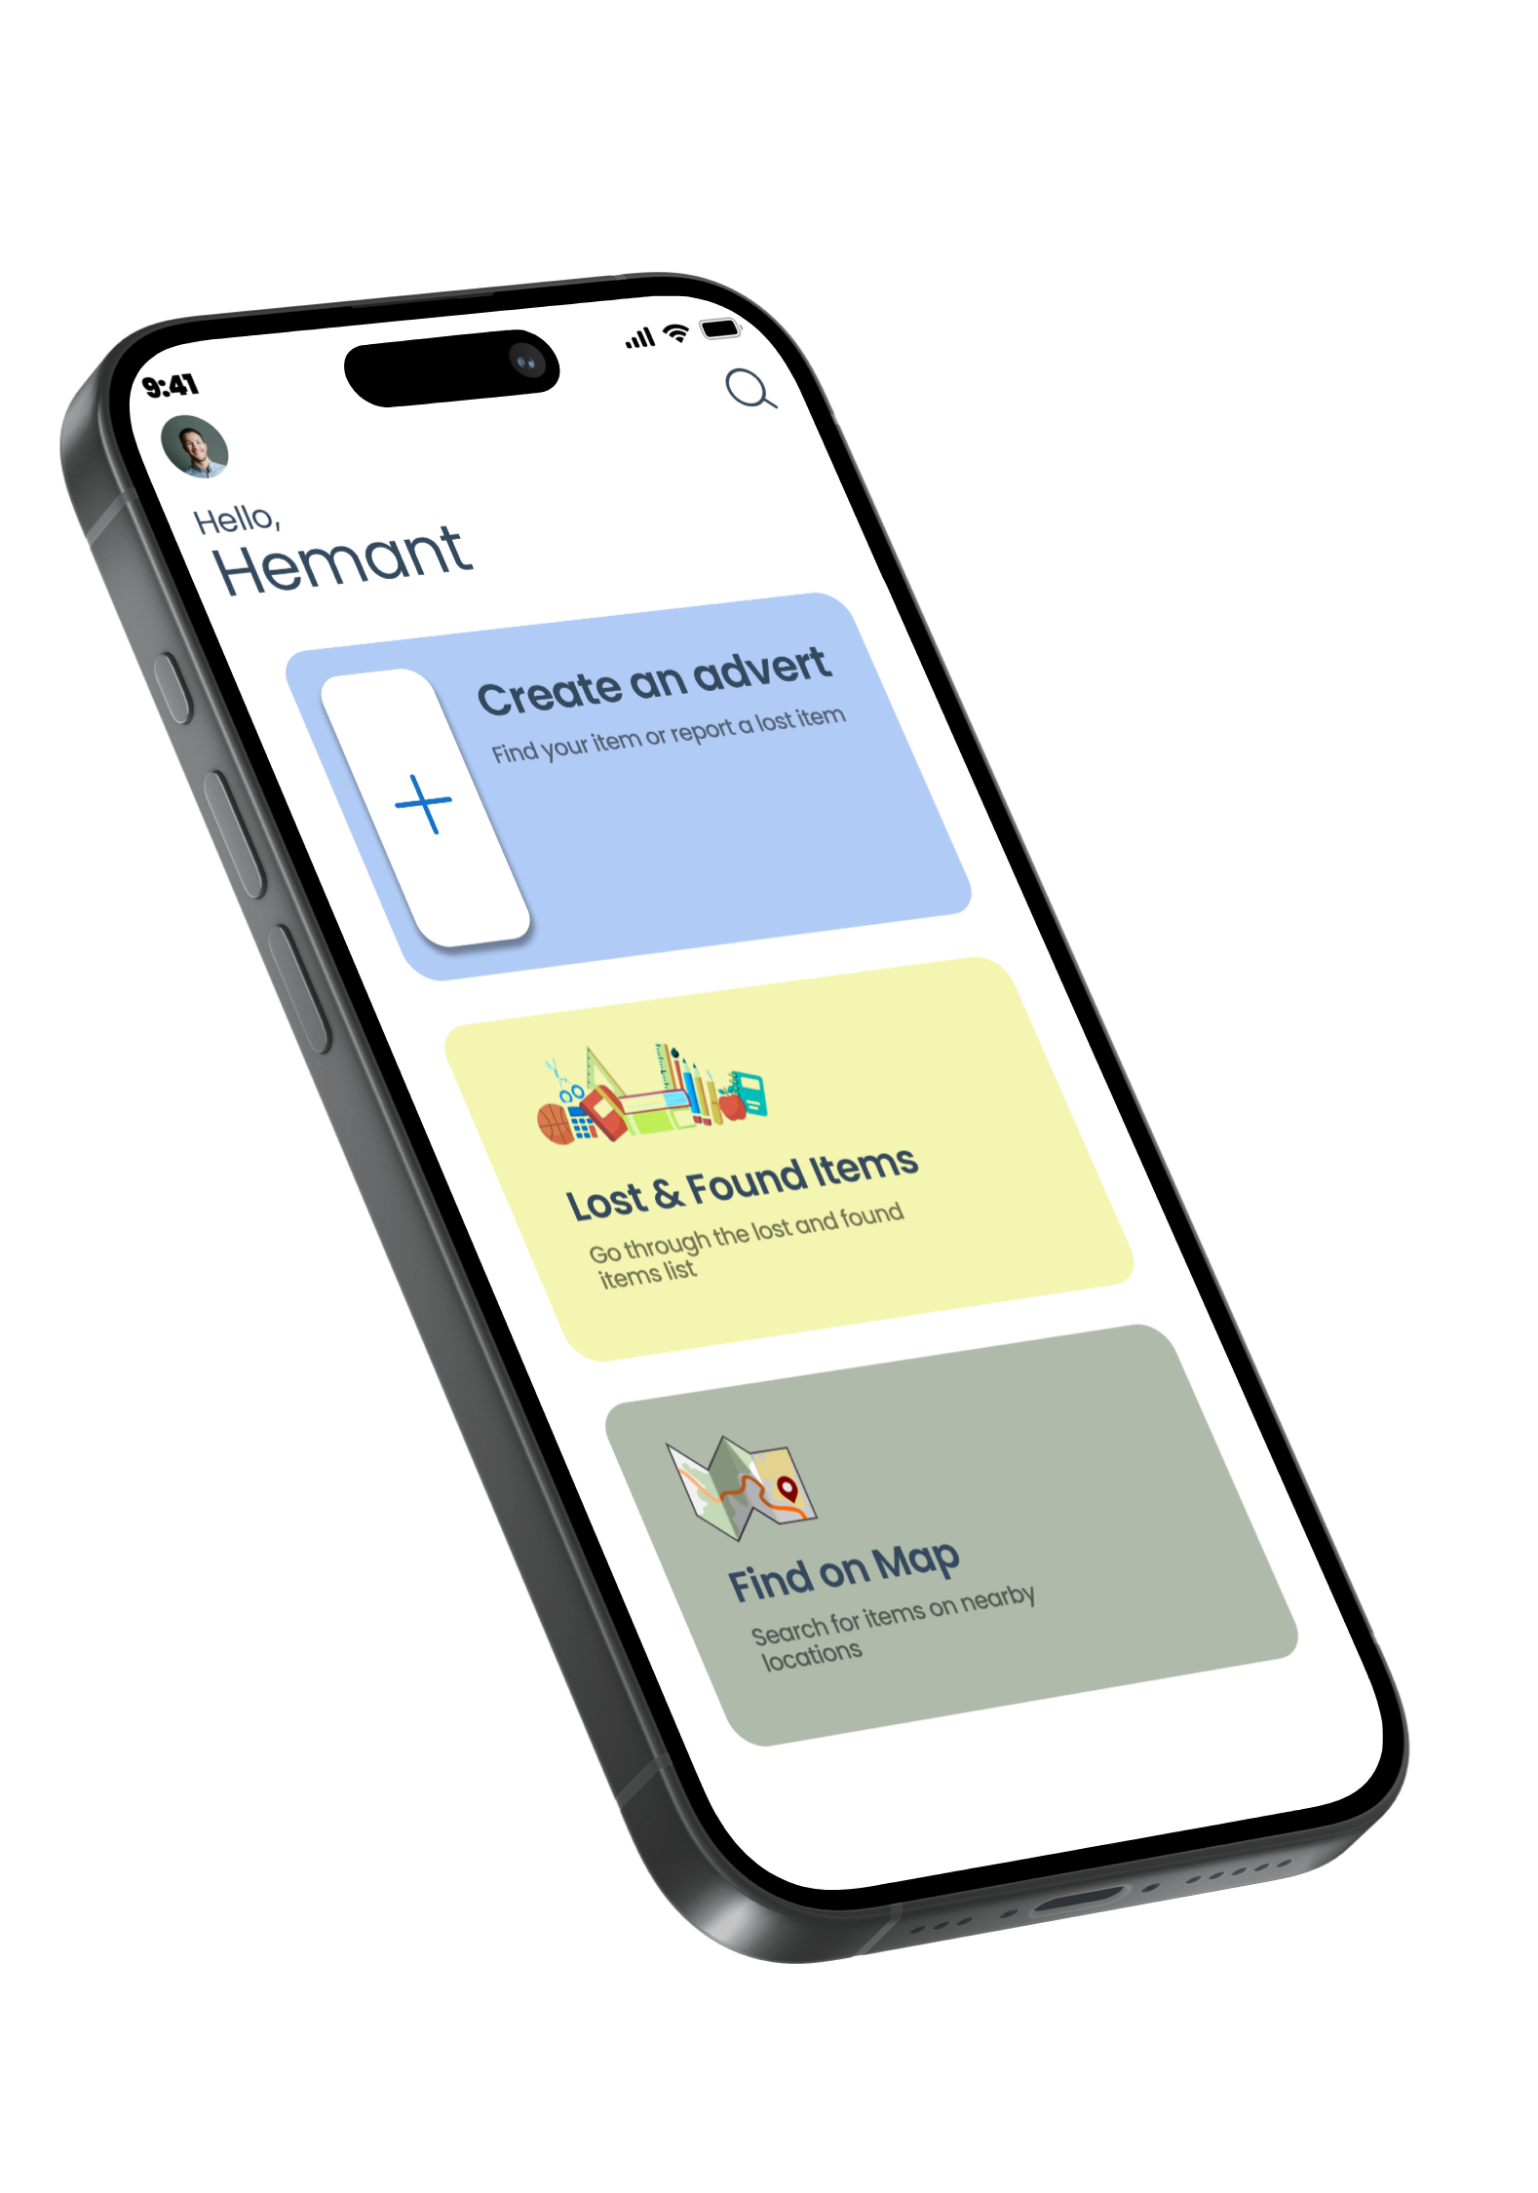 9:41
Hello,
Hemant
Create an advert
Find your item or report a lost item
Lost & Found Items
Go through the lost and found
items list
Find on Map
Search for items on nearby
locations